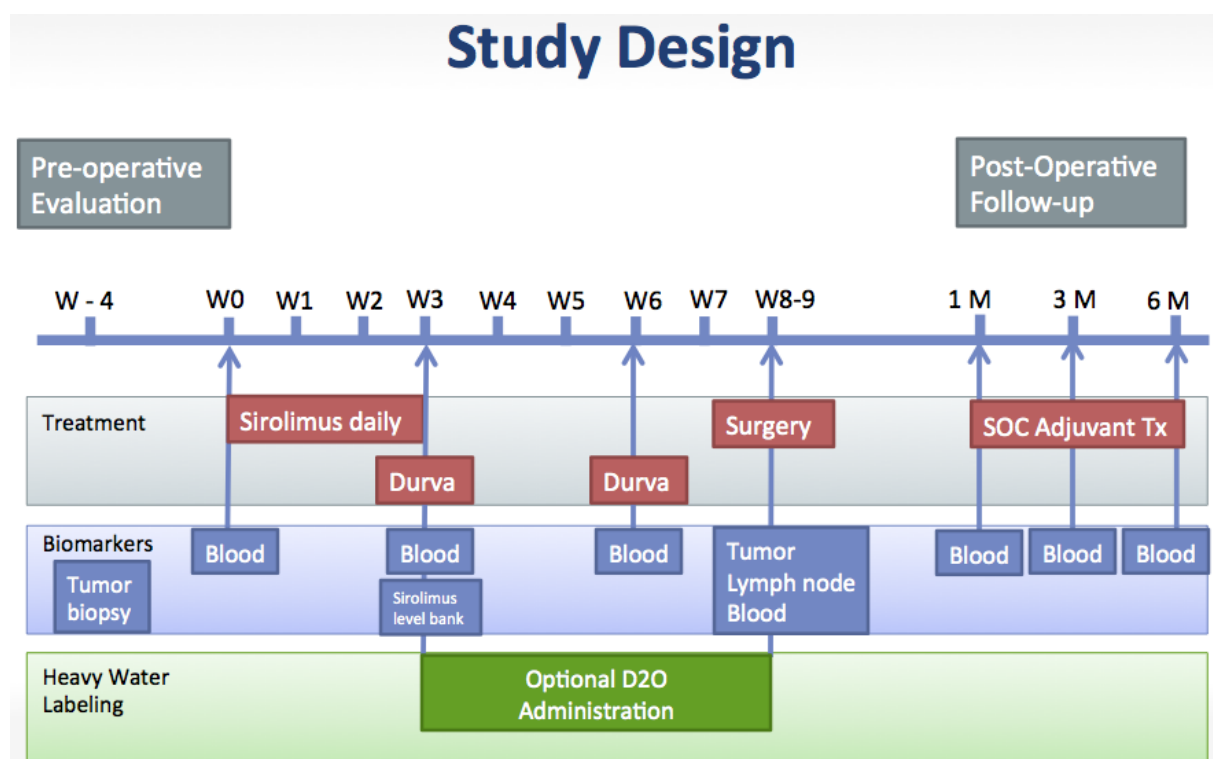 Study Design
Pre-operative
Evaluation
Post-Operative
Follow-up
W - 4
W0
W1
W2
W3
W4
W5
W6
W7
W8-9
1 M
3 M
6 M
Treatment
Sirolimus daily
Surgery
SOC Adjuvant Tx
Durva
Durva
Biomarkers
Tumor
biopsy
Blood
Blood
Sirolimus
level bank
Blood
Tumor
Lymph node
Blood
Blood
Blood
Blood
Heavy Water
Labeling
Optional D2O
Administration